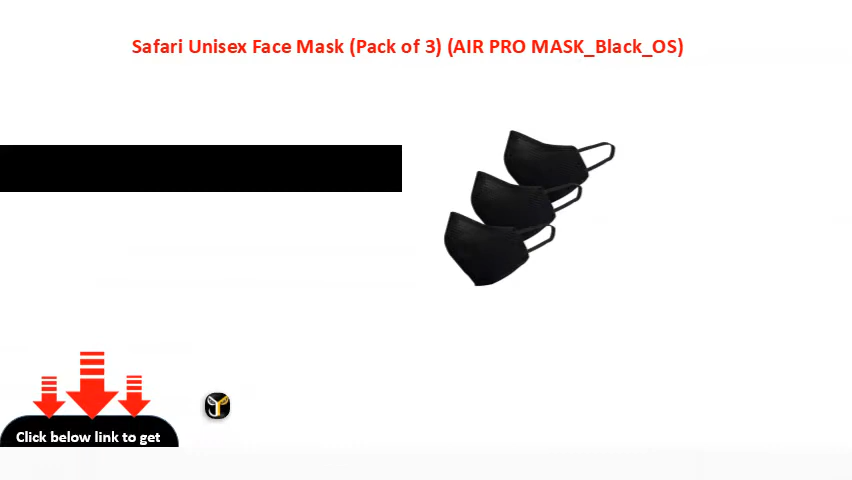 Safari Unisex Face Mask (Pack of 3) (AIR PRO MASK_Black_OS)
Click below link to get